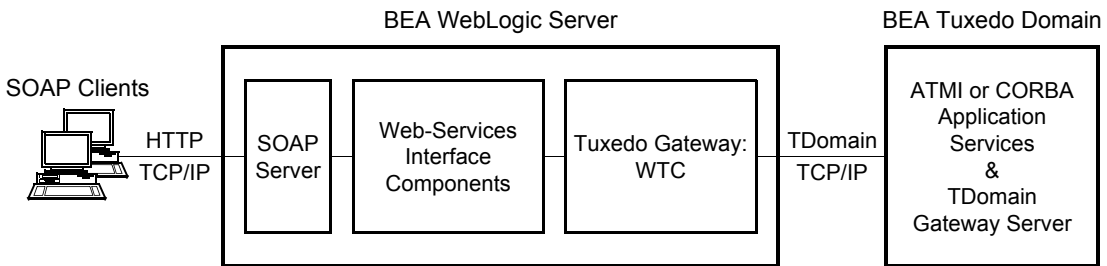 BEA WebLogic Server
BEA Tuxedo Domain
SOAP Clients
HTTP
TCP/IP
SOAP
Server
Web-Services
Interface
Components
Tuxedo Gateway:
WTC
TDomain
TCP/IP
ATMI or CORBA
Application
Services
&
TDomain
Gateway Server